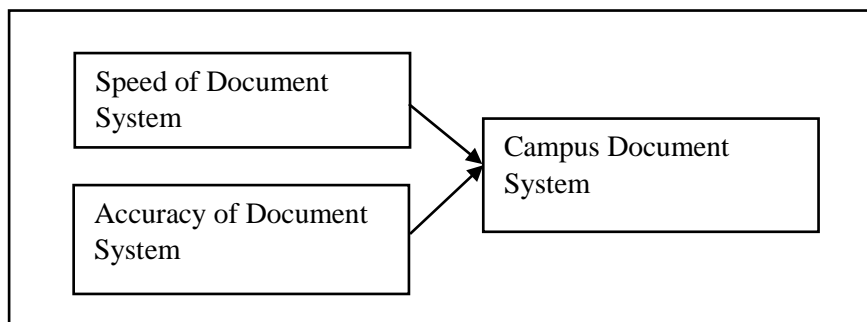 Speed of Document
System
Accuracy of Document
System
Campus Document
System